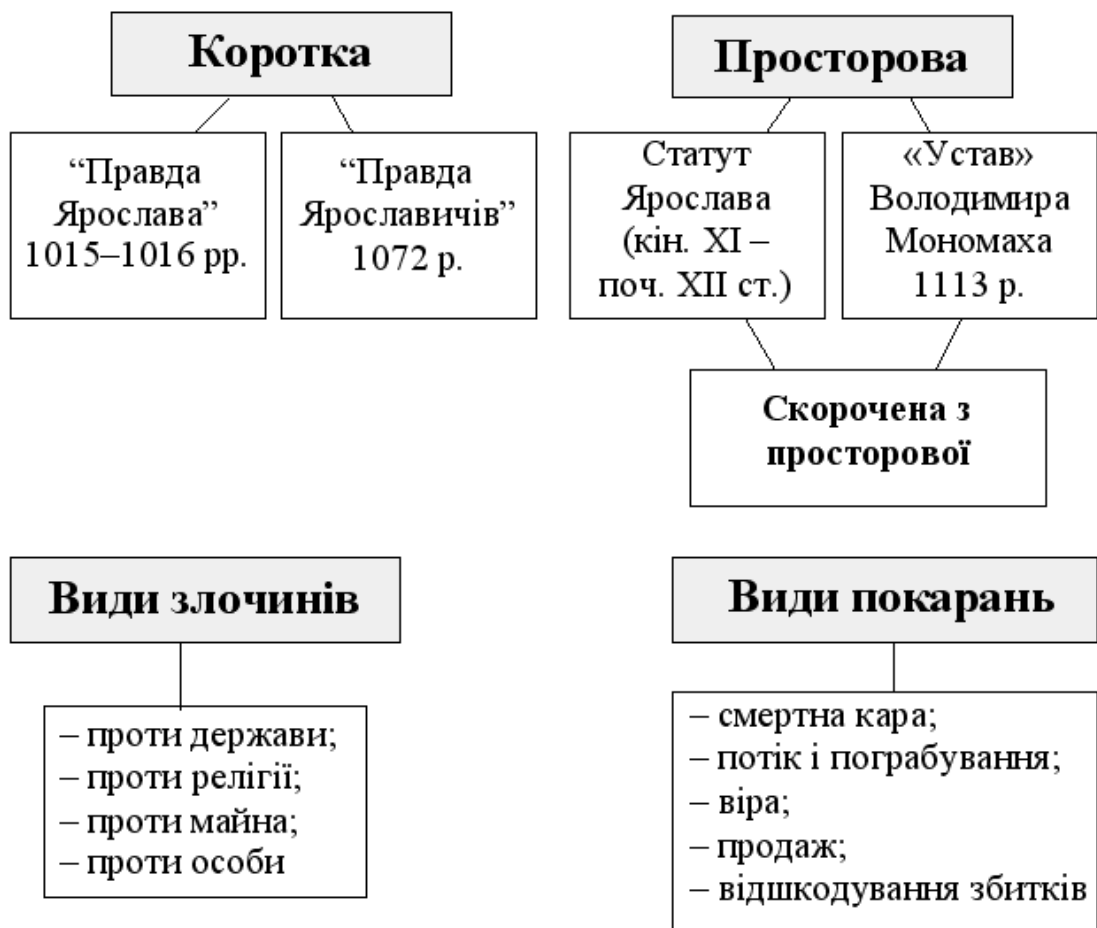 Коротка
Просторова
“Правда
Ярослава”
1015–1016 рр.
“Правда
Ярославичів”
1072 р.
Статут
Ярослава
(кін. XI –
поч. XII ст.)
«Устав»
Володимира
Мономаха
1113 р.
Скорочена з
просторової
Види злочинів
Види покарань
– проти держави;
– проти релігії;
– проти майна;
– проти особи
– смертна кара;
– потік і пограбування;
– віра;
– продаж;
– відшкодування збитків